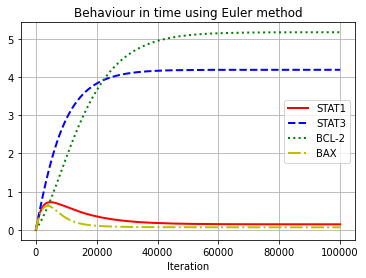 Behaviour in time using Euler method
5
4
3
2
1
0
STAT1
STAT3
BCL-2
BAX
0 20000 40000 60000 80000 100000
Iteration